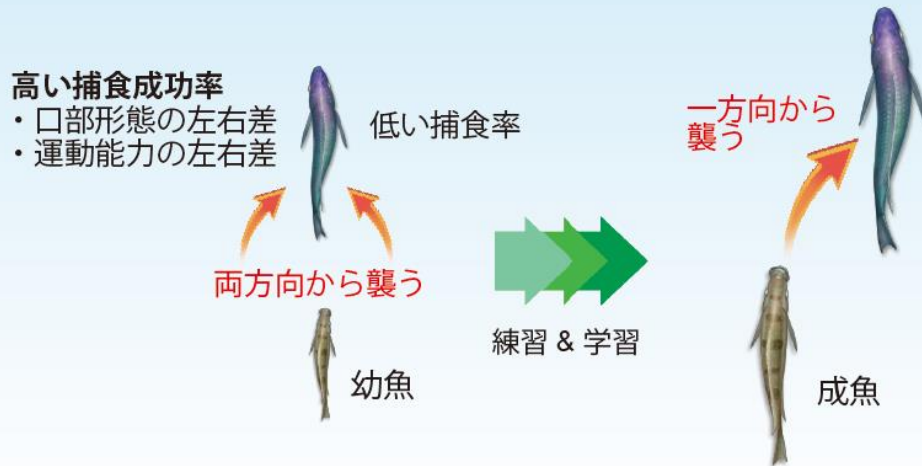 高い捕食成功率
・口部形態の左右差
・運動能力の左右差
低い捕食率
両方向から襲う
幼魚
練習 & 学習
一方向から
襲う
成魚